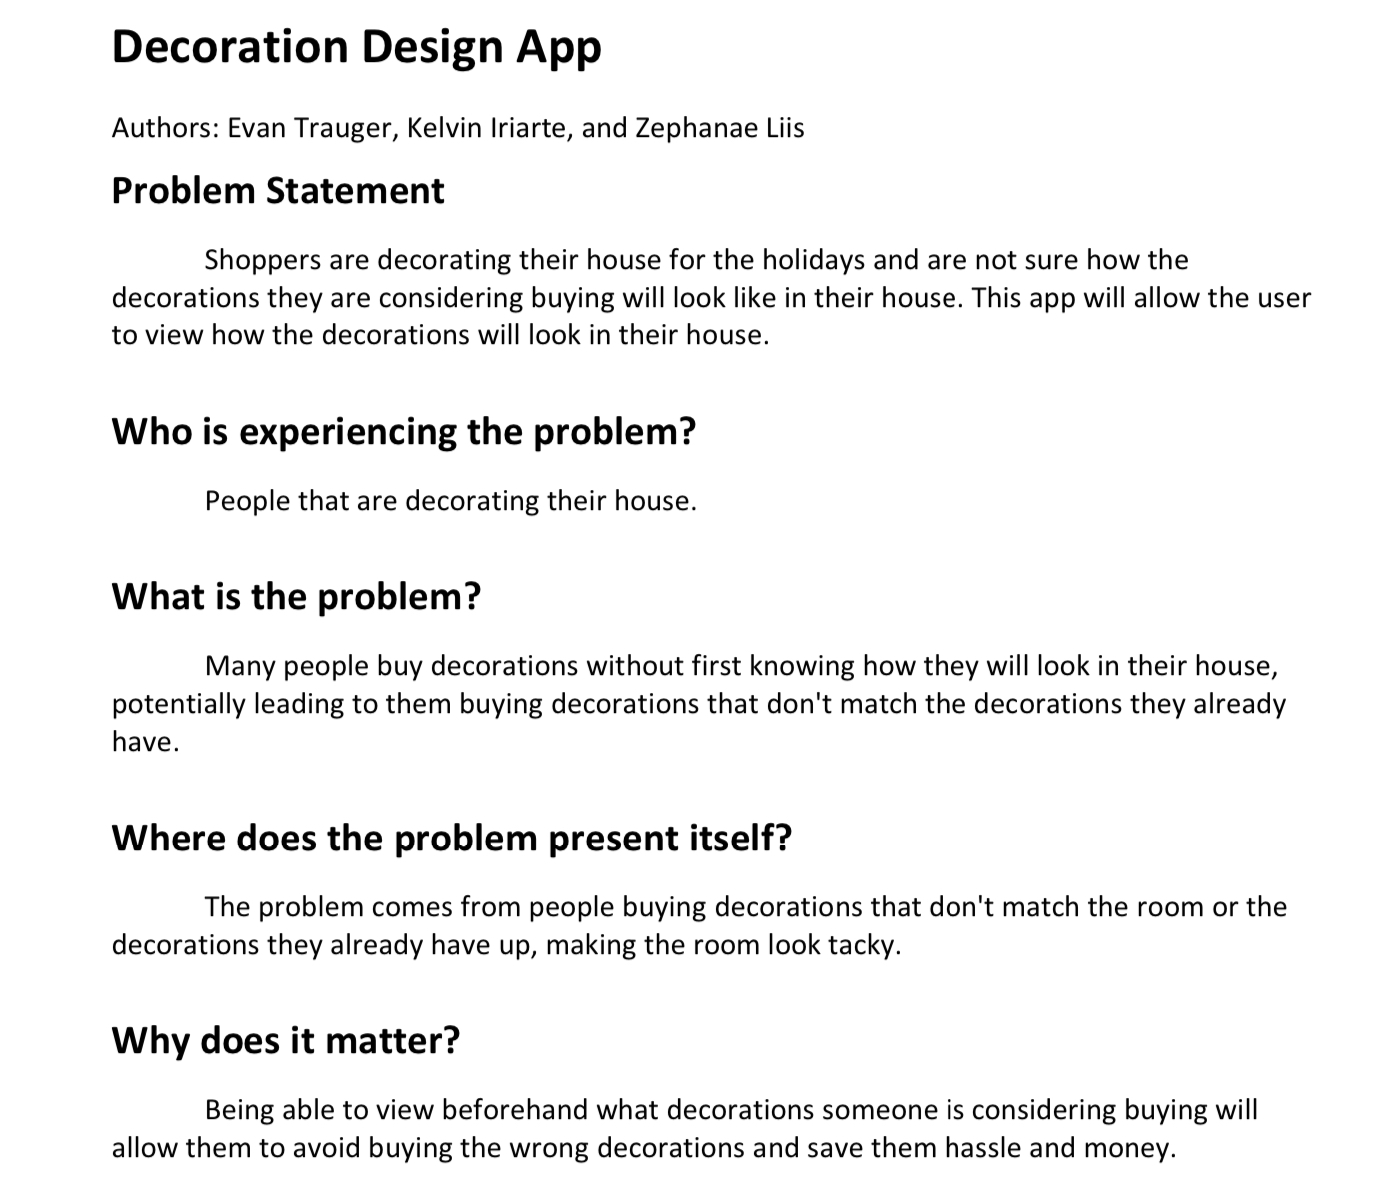 Decoration Design App
Authors: Evan Trauger, Kelvin Iriarte, and Zephanae Liis
Problem Statement
Shoppers are decorating their house for the holidays and are not sure how the
decorations they are considering buying will look like in their house. This app will allow the user
to view how the decorations will look in their house.
Who is experiencing the problem?
People that are decorating their house.
What is the problem?
Many people buy decorations without first knowing how they will look in their house,
potentially leading to them buying decorations that don't match the decorations they already
have.
Where does the problem present itself?
The problem comes from people buying decorations that don't match the room or the
decorations they already have up, making the room look tacky.
Why does it matter?
Being able to view beforehand what decorations someone is considering buying will
allow them to avoid buying the wrong decorations and save them hassle and money.